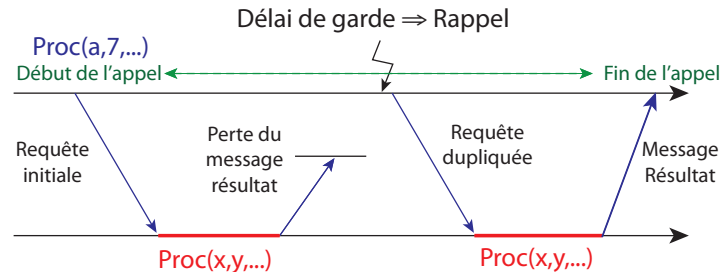 Délai de garde ⇒ Rappel
Proc(a,7,...)
Début de l'appel
Fin de l'appel
Requête
initiale
Perte du
message
résultat
Requête
dupliquée
Message
Résultat
Proc(x,y,...)
Proc(x,y,...)